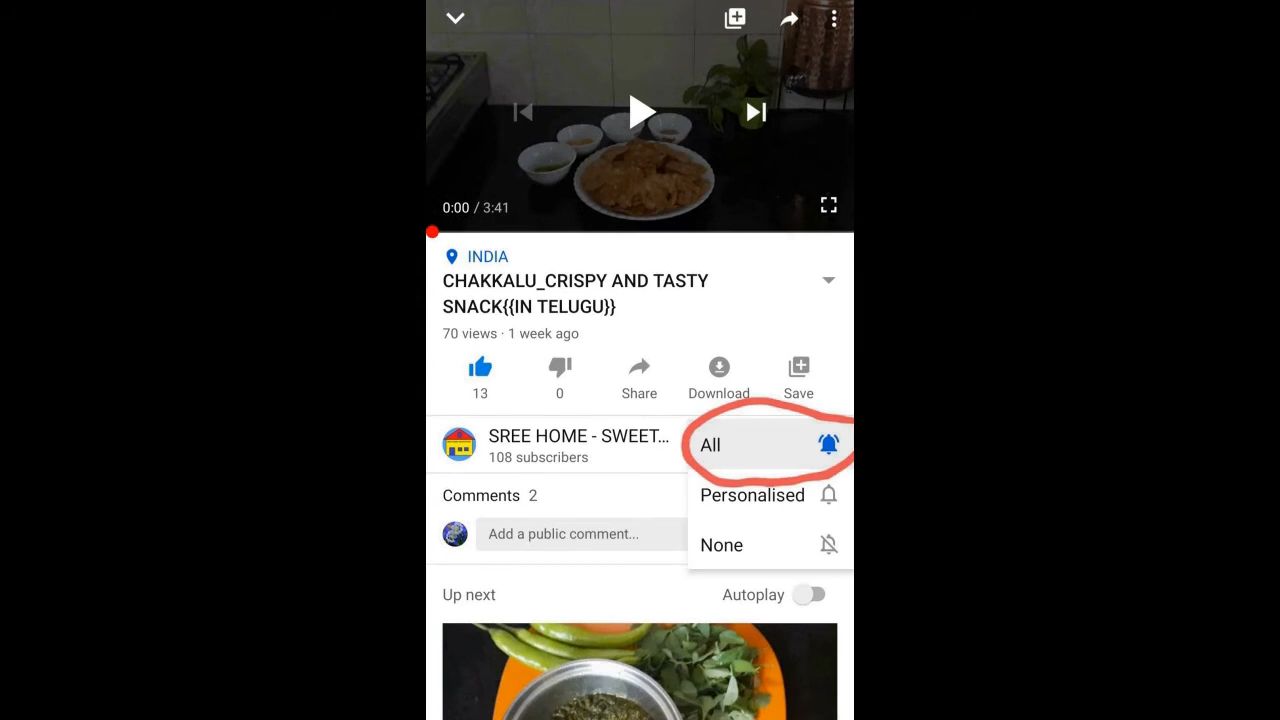 0:00 / 3:41
INDIA
CHAKKALU_CRISPY AND TASTY
SNACK{{IN TELUGU}}
70 views · 1 week ago
13
0
Share
Download
Save
SREE HOME - SWEET...
108 subscribers
All
Comments 2
Personalised
Add a public comment...
None
Up next
Autoplay